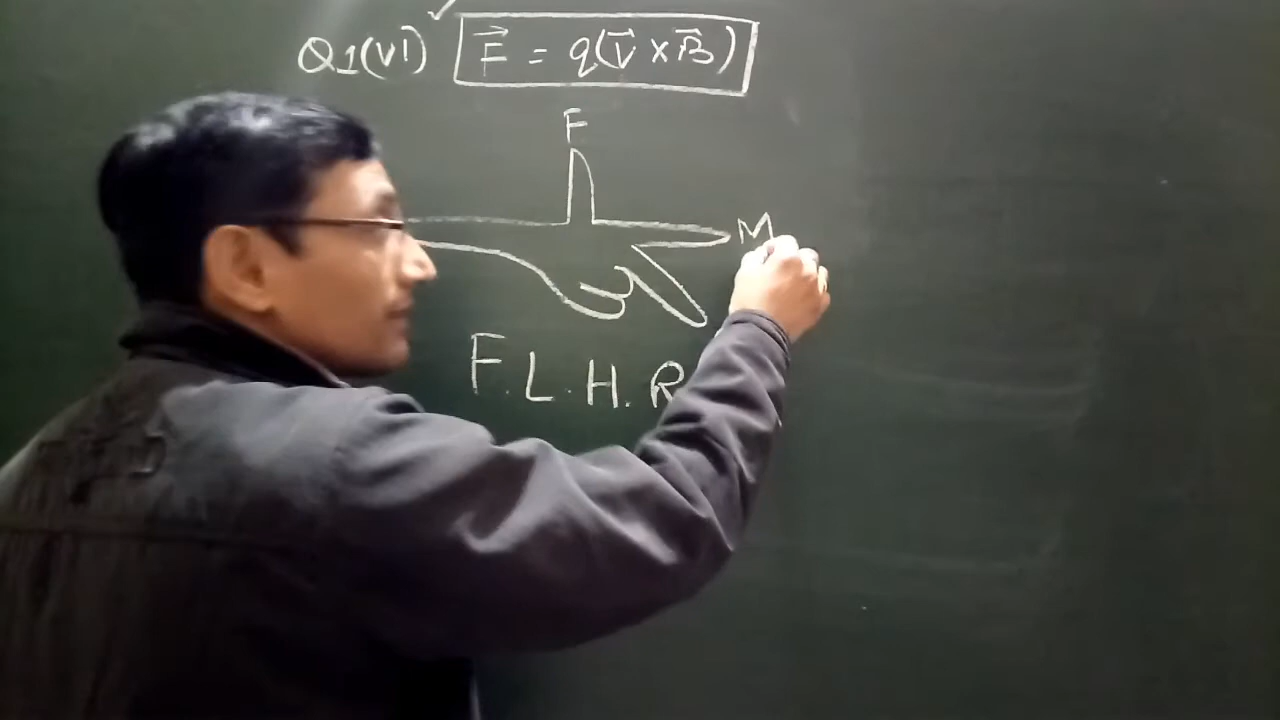 Q1(VI) ✓ F⃗ = q(V⃗ × B⃗)
F
M
F.L.H.R